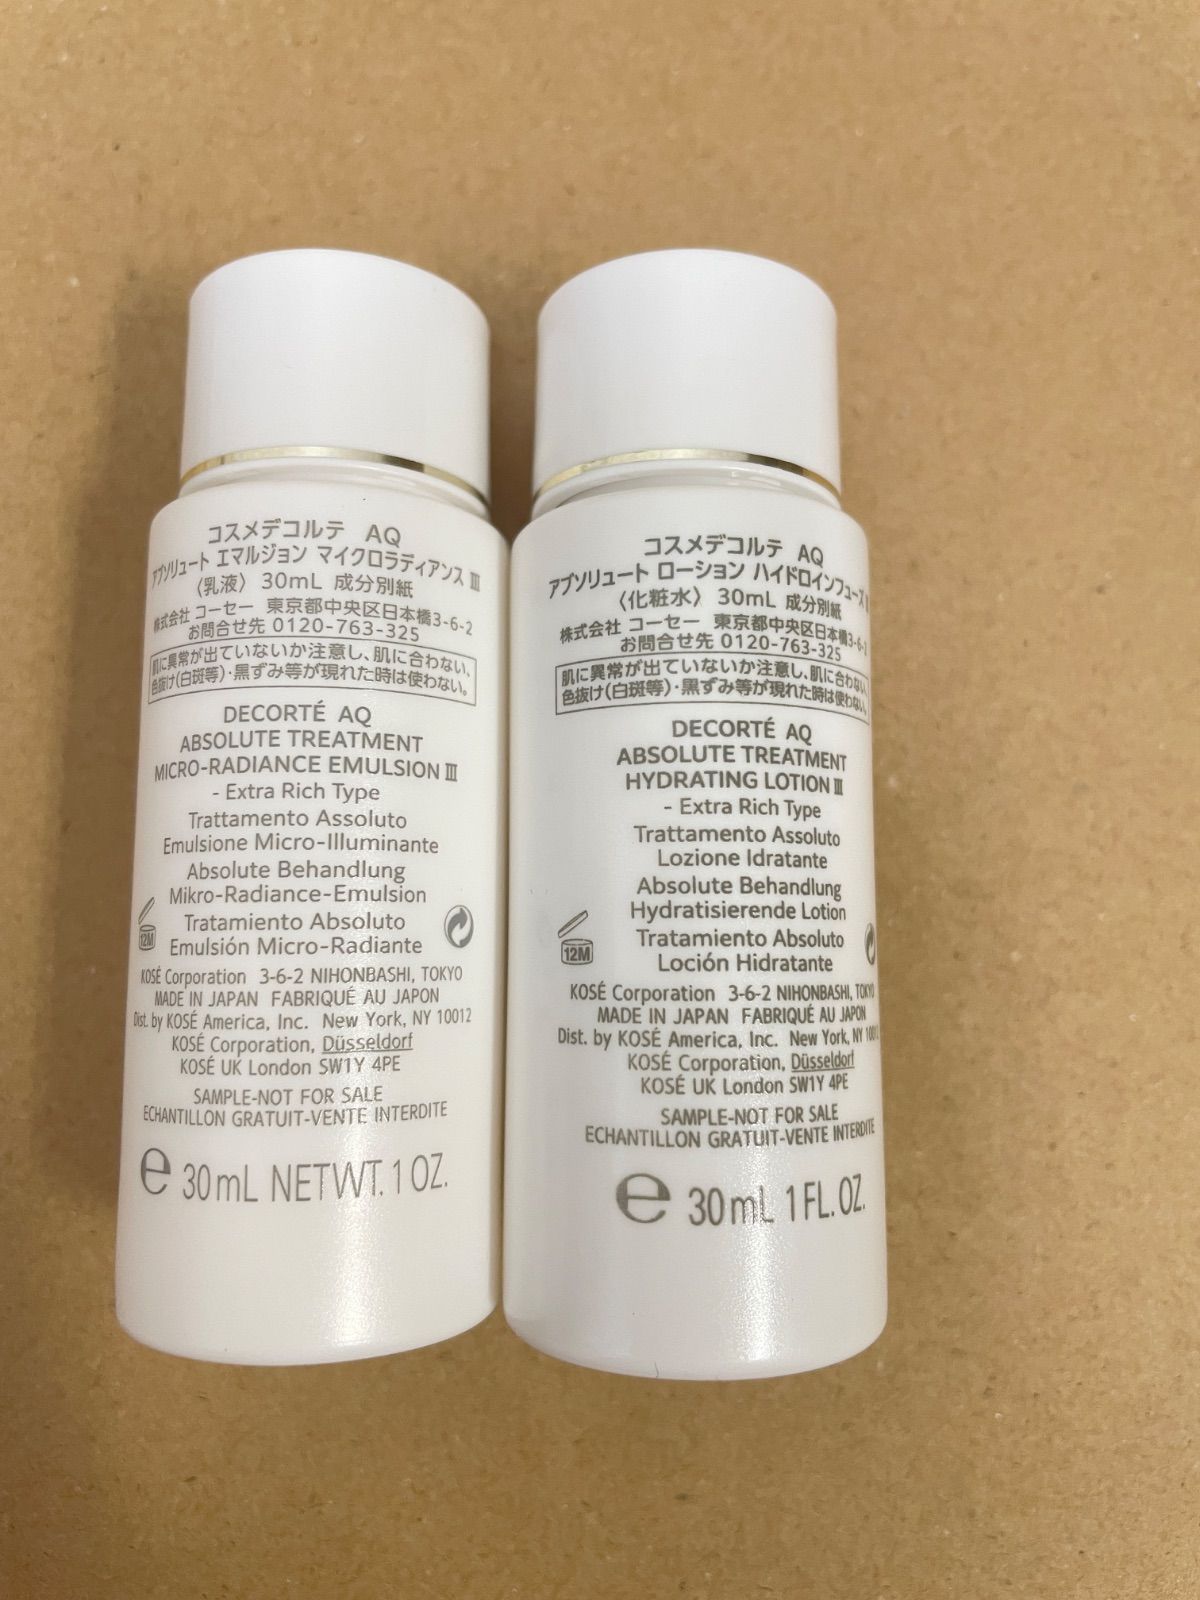 コスメデコルテ AQ
アブソリュート エマルジョン マイクロラディアンス Ⅲ
〈乳液〉 30mL 成分別紙
株式会社 コーセー 東京都中央区日本橋3-6-2
お問合せ先 0120-763-325
肌に異常が出ていないか注意し、肌に合わない、
色抜け(白斑等)・黒ずみ等が現れた時は使わない。
DECORTÉ AQ
ABSOLUTE TREATMENT
MICRO-RADIANCE EMULSION Ⅲ
- Extra Rich Type
Trattamento Assoluto
Emulsione Micro-Illuminante
Absolute Behandlung
Mikro-Radiance-Emulsion
Tratamiento Absoluto
Emulsión Micro-Radiante
12M
KOSÉ Corporation 3-6-2 NIHONBASHI, TOKYO
MADE IN JAPAN FABRIQUÉ AU JAPON
Dist. by KOSÉ America, Inc. New York, NY 10012
KOSÉ Corporation, Düsseldorf
KOSÉ UK London SW1Y 4PE
SAMPLE-NOT FOR SALE
ECHANTILLON GRATUIT-VENTE INTERDITE
e 30mL NETWT. 1 OZ.
コスメデコルテ AQ
アブソリュート ローション ハイドロインフューズ
〈化粧水〉 30mL 成分別紙
株式会社 コーセー 東京都中央区日本橋3-6-2
お問合せ先 0120-763-325
肌に異常が出ていないか注意し、肌に合わない、
色抜け(白斑等)・黒ずみ等が現れた時は使わない。
DECORTÉ AQ
ABSOLUTE TREATMENT
HYDRATING LOTION Ⅲ
- Extra Rich Type
Trattamento Assoluto
Lozione Idratante
Absolute Behandlung
Hydratisierende Lotion
Tratamiento Absoluto
Loción Hidratante
12M
KOSÉ Corporation 3-6-2 NIHONBASHI, TOKYO
MADE IN JAPAN FABRIQUÉ AU JAPON
Dist. by KOSÉ America, Inc. New York, NY 10012
KOSÉ Corporation, Düsseldorf
KOSÉ UK London SW1Y 4PE
SAMPLE-NOT FOR SALE
ECHANTILLON GRATUIT-VENTE INTERDITE
e 30mL 1 FL. OZ.